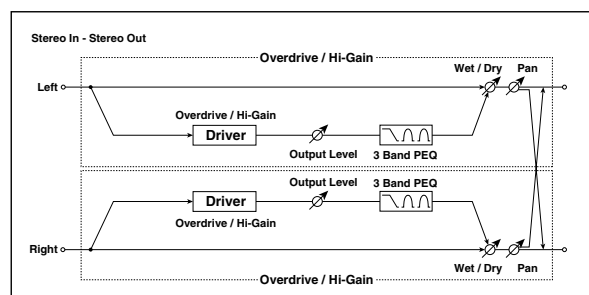 Stereo In - Stereo Out
Overdrive / Hi-Gain
Wet / Dry Pan
Left
Overdrive / Hi-Gain
Driver
Output Level 3 Band PEQ
Output Level 3 Band PEQ
Driver
Overdrive / Hi-Gain
Right
Wet / Dry Pan
Overdrive / Hi-Gain